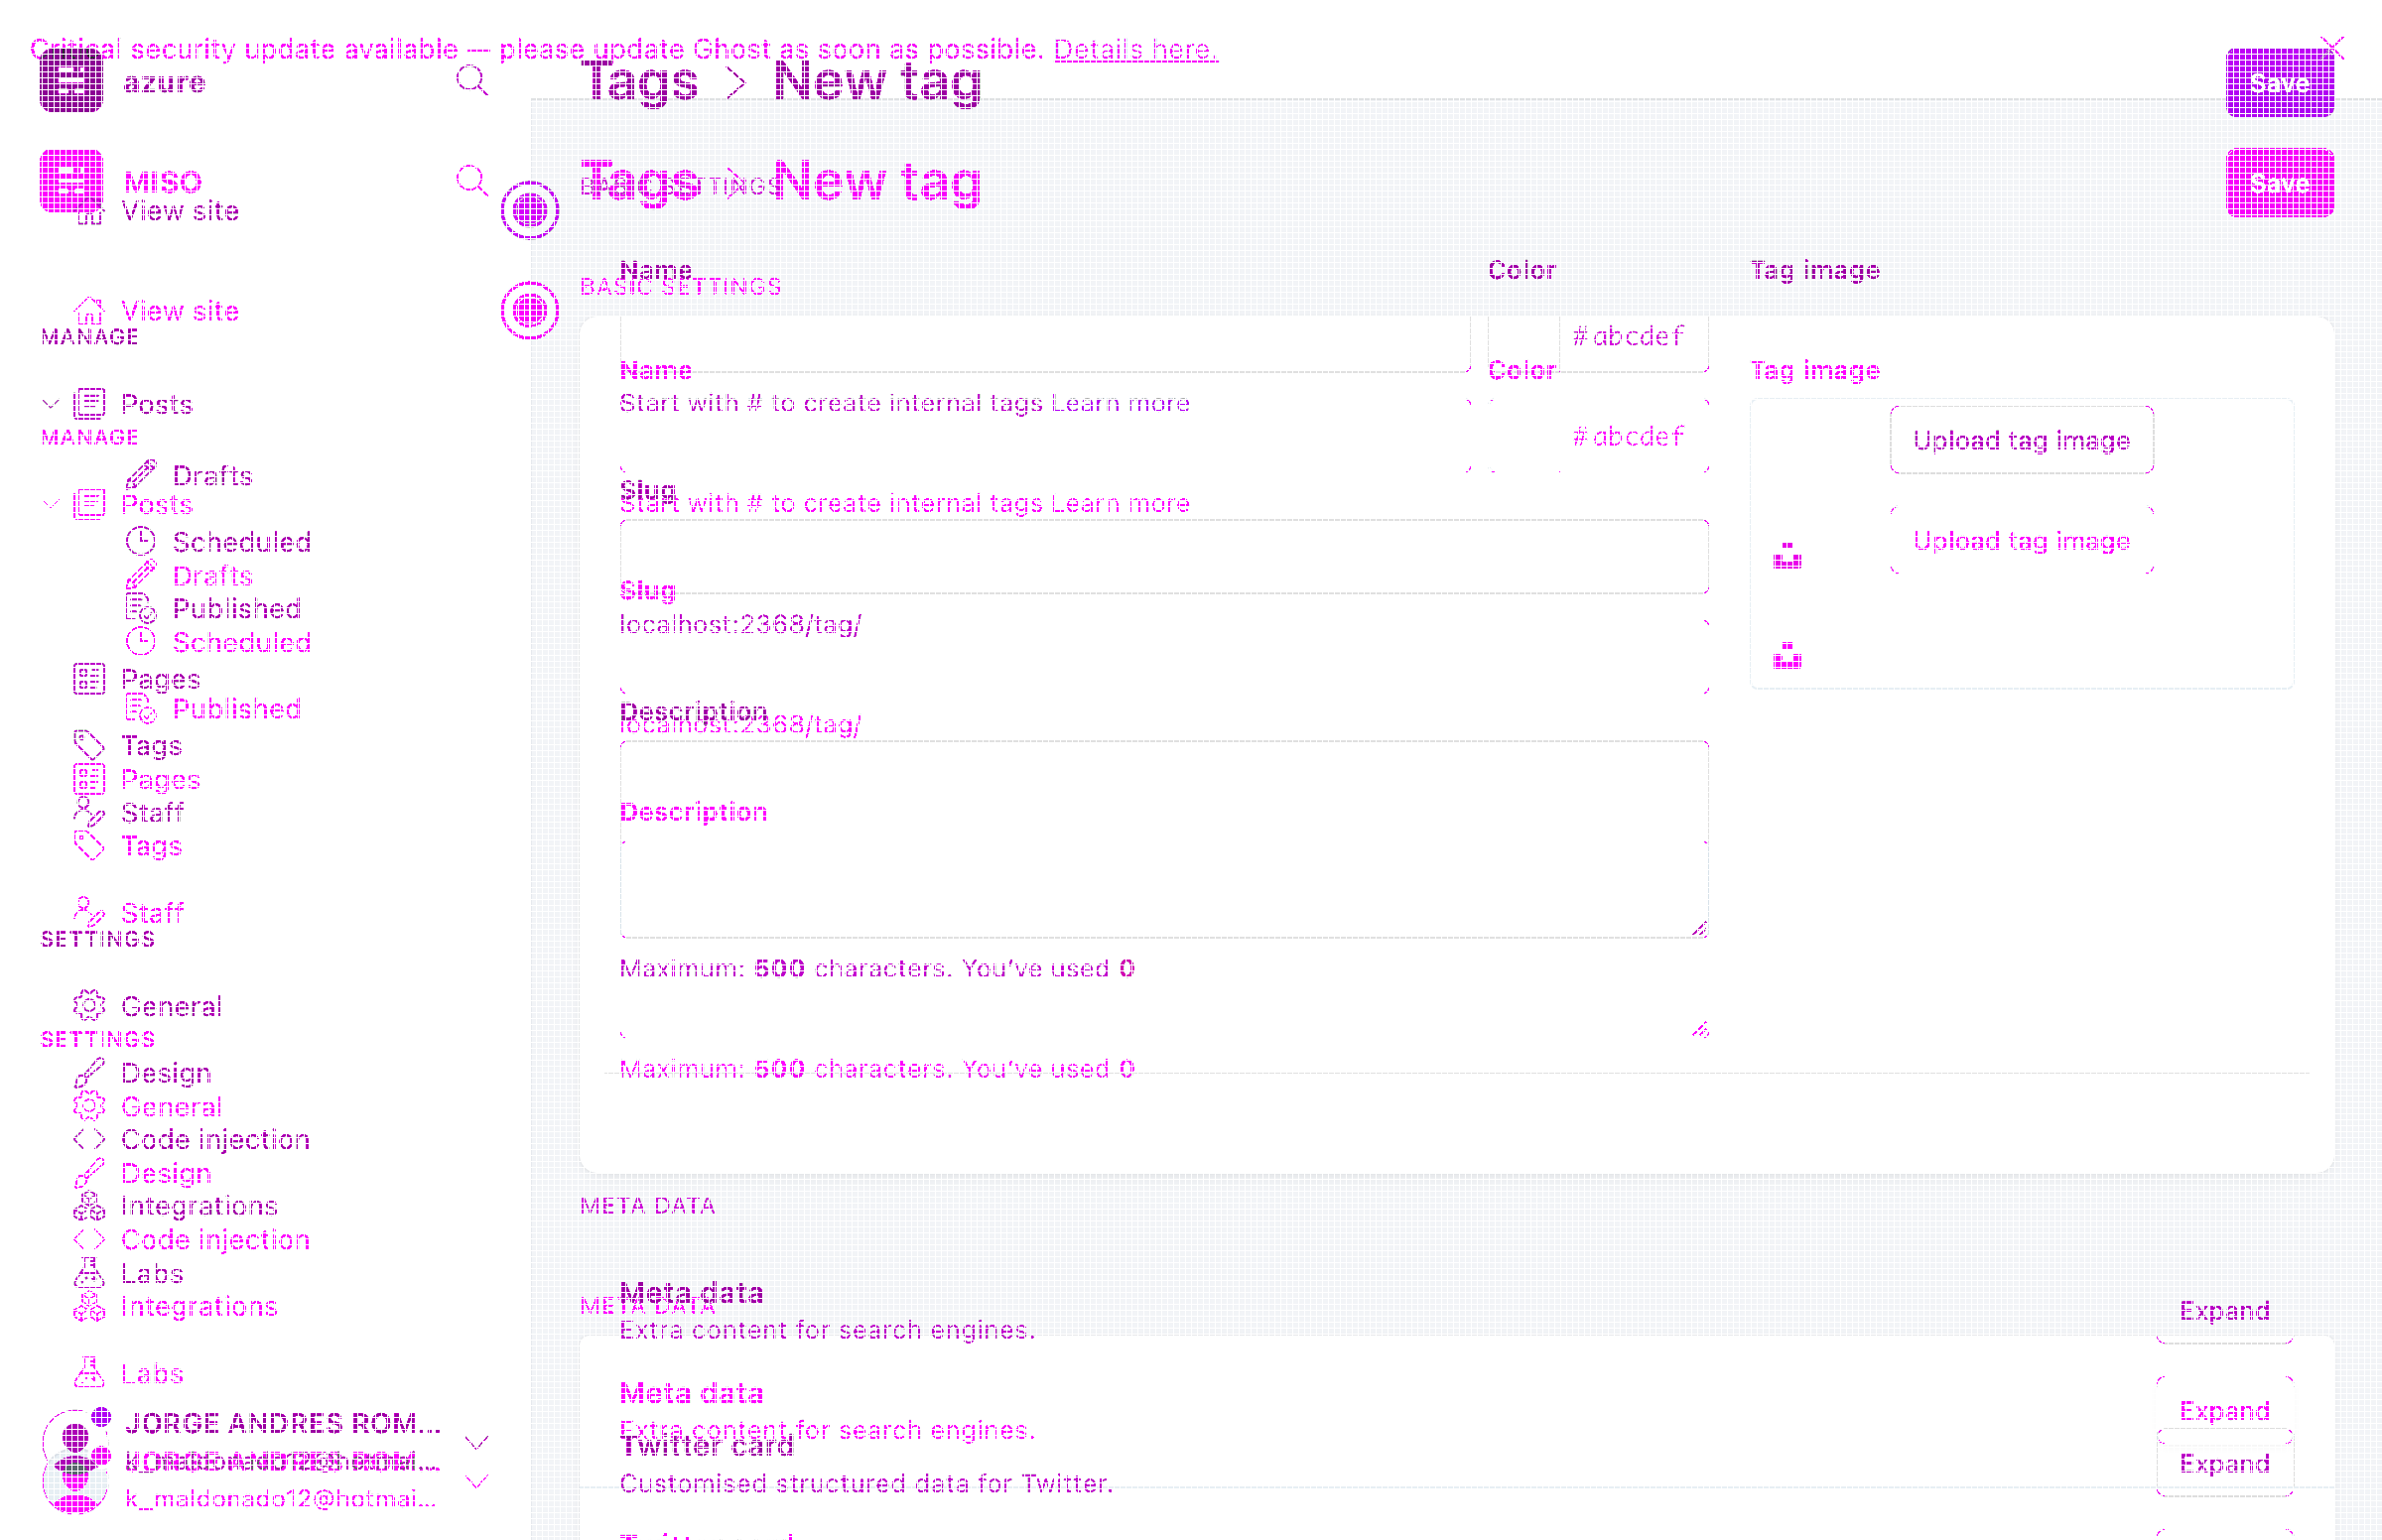 Critical security update available — please update Ghost as soon as possible. Details here.
azure
Tags > New tag
Save
MISO
Tags > New tag
Save
BASIC SETTINGS
View site
Name
Color
Tag image
BASIC SETTINGS
View site
MANAGE
#abcdef
Name
Color
Tag image
Posts
Start with # to create internal tags Learn more
MANAGE
#abcdef
Upload tag image
Drafts
Slug
Posts
Start with # to create internal tags Learn more
Scheduled
Upload tag image
Drafts
Slug
Published
localhost:2368/tag/
Scheduled
Pages
Published
Description
localhost:2368/tag/
Tags
Pages
Staff
Description
Tags
Staff
SETTINGS
Maximum: 500 characters. You've used 0
General
SETTINGS
Maximum: 500 characters. You've used 0
Design
General
Code injection
Design
Integrations
META DATA
Code injection
Labs
Meta data
Integrations
META DATA
Expand
Extra content for search engines.
Labs
Meta data
Expand
JORGE ANDRES ROM...
Extra content for search engines.
Twitter card
JORGE ANDRES ROM...
k_maldonado12@hotmai...
Expand
Customised structured data for Twitter.
k_maldonado12@hotmai...